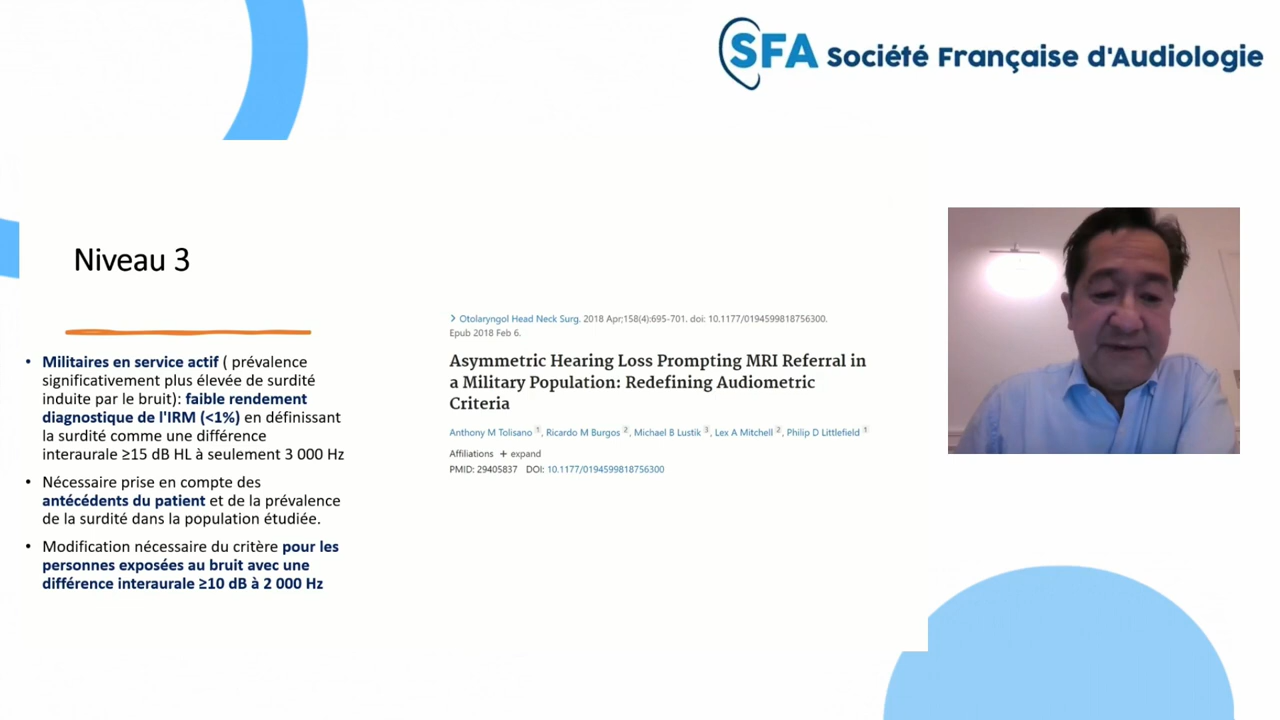 SFA Société Française d'Audiologie
Niveau 3
• Militaires en service actif ( prévalence
significativement plus élevée de surdité
induite par le bruit): faible rendement
diagnostique de l'IRM (<1%) en définissant
la surdité comme une différence
interaurale ≥15 dB HL à seulement 3 000 Hz
• Nécessaire prise en compte des
antécédents du patient et de la prévalence
de la surdité dans la population étudiée.
• Modification nécessaire du critère pour les
personnes exposées au bruit avec une
différence interaurale ≥10 dB à 2 000 Hz
> Otolaryngol Head Neck Surg. 2018 Apr;158(4):695-701. doi: 10.1177/0194599818756300.
Epub 2018 Feb 6.
Asymmetric Hearing Loss Prompting MRI Referral in
a Military Population: Redefining Audiometric
Criteria
Anthony M Tolisano 1, Ricardo M Burgos 2, Michael B Lustik 3, Lex A Mitchell 2, Philip D Littlefield 1
Affiliations + expand
PMID: 29405837 DOI: 10.1177/0194599818756300